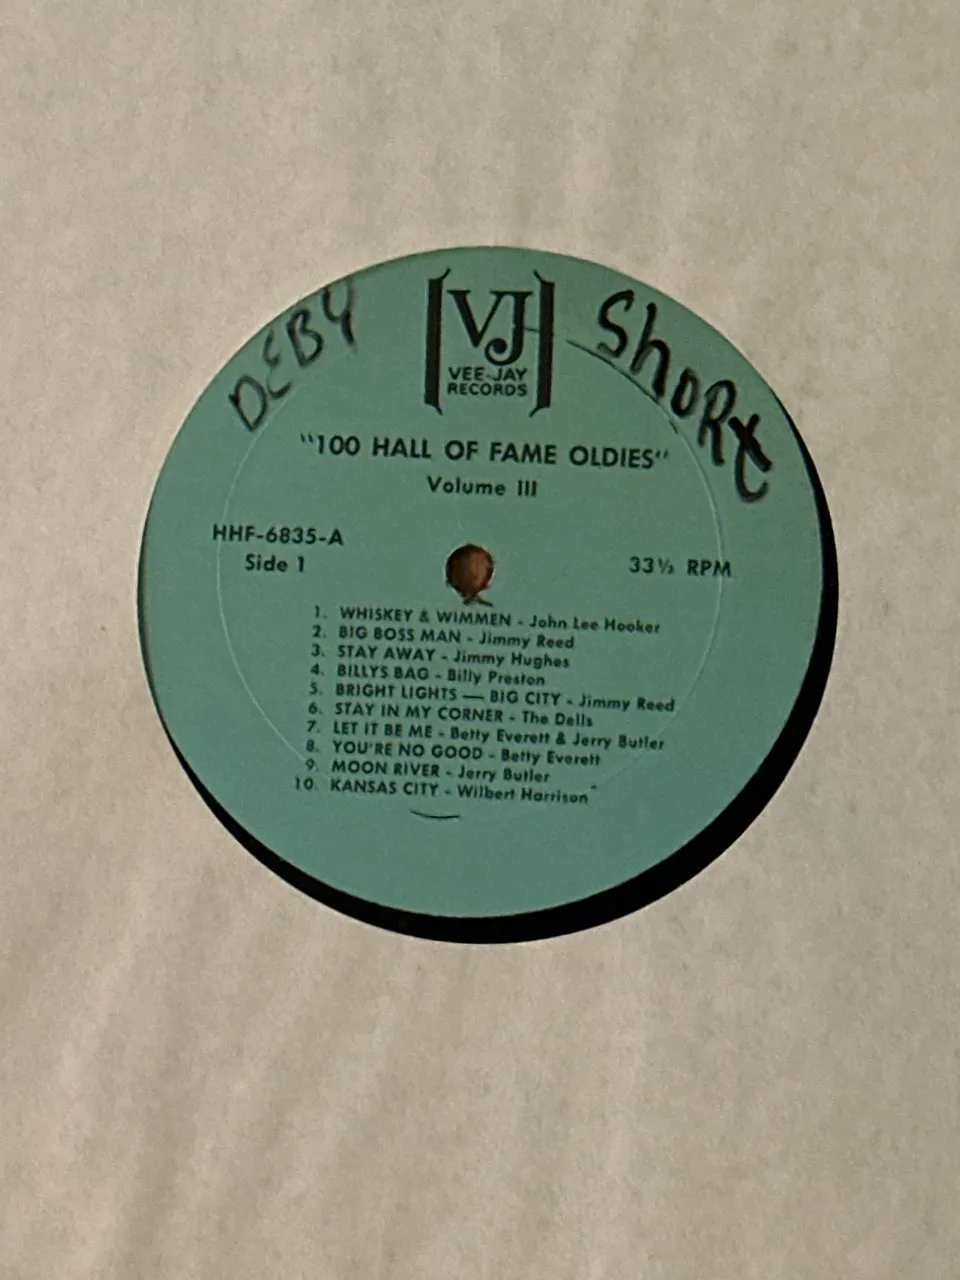 DEBY
ShoRty
VJ
VEE-JAY
RECORDS
"100 HALL OF FAME OLDIES"
Volume III
HHF-6835-A
Side 1
33⅓ RPM
1. WHISKEY & WIMMEN - John Lee Hooker
2. BIG BOSS MAN - Jimmy Reed
3. STAY AWAY - Jimmy Hughes
4. BILLYS BAG - Billy Preston
5. BRIGHT LIGHTS — BIG CITY - Jimmy Reed
6. STAY IN MY CORNER - The Dells
7. LET IT BE ME - Betty Everett & Jerry Butler
8. YOU'RE NO GOOD - Betty Everett
9. MOON RIVER - Jerry Butler
10. KANSAS CITY - Wilbert Harrison